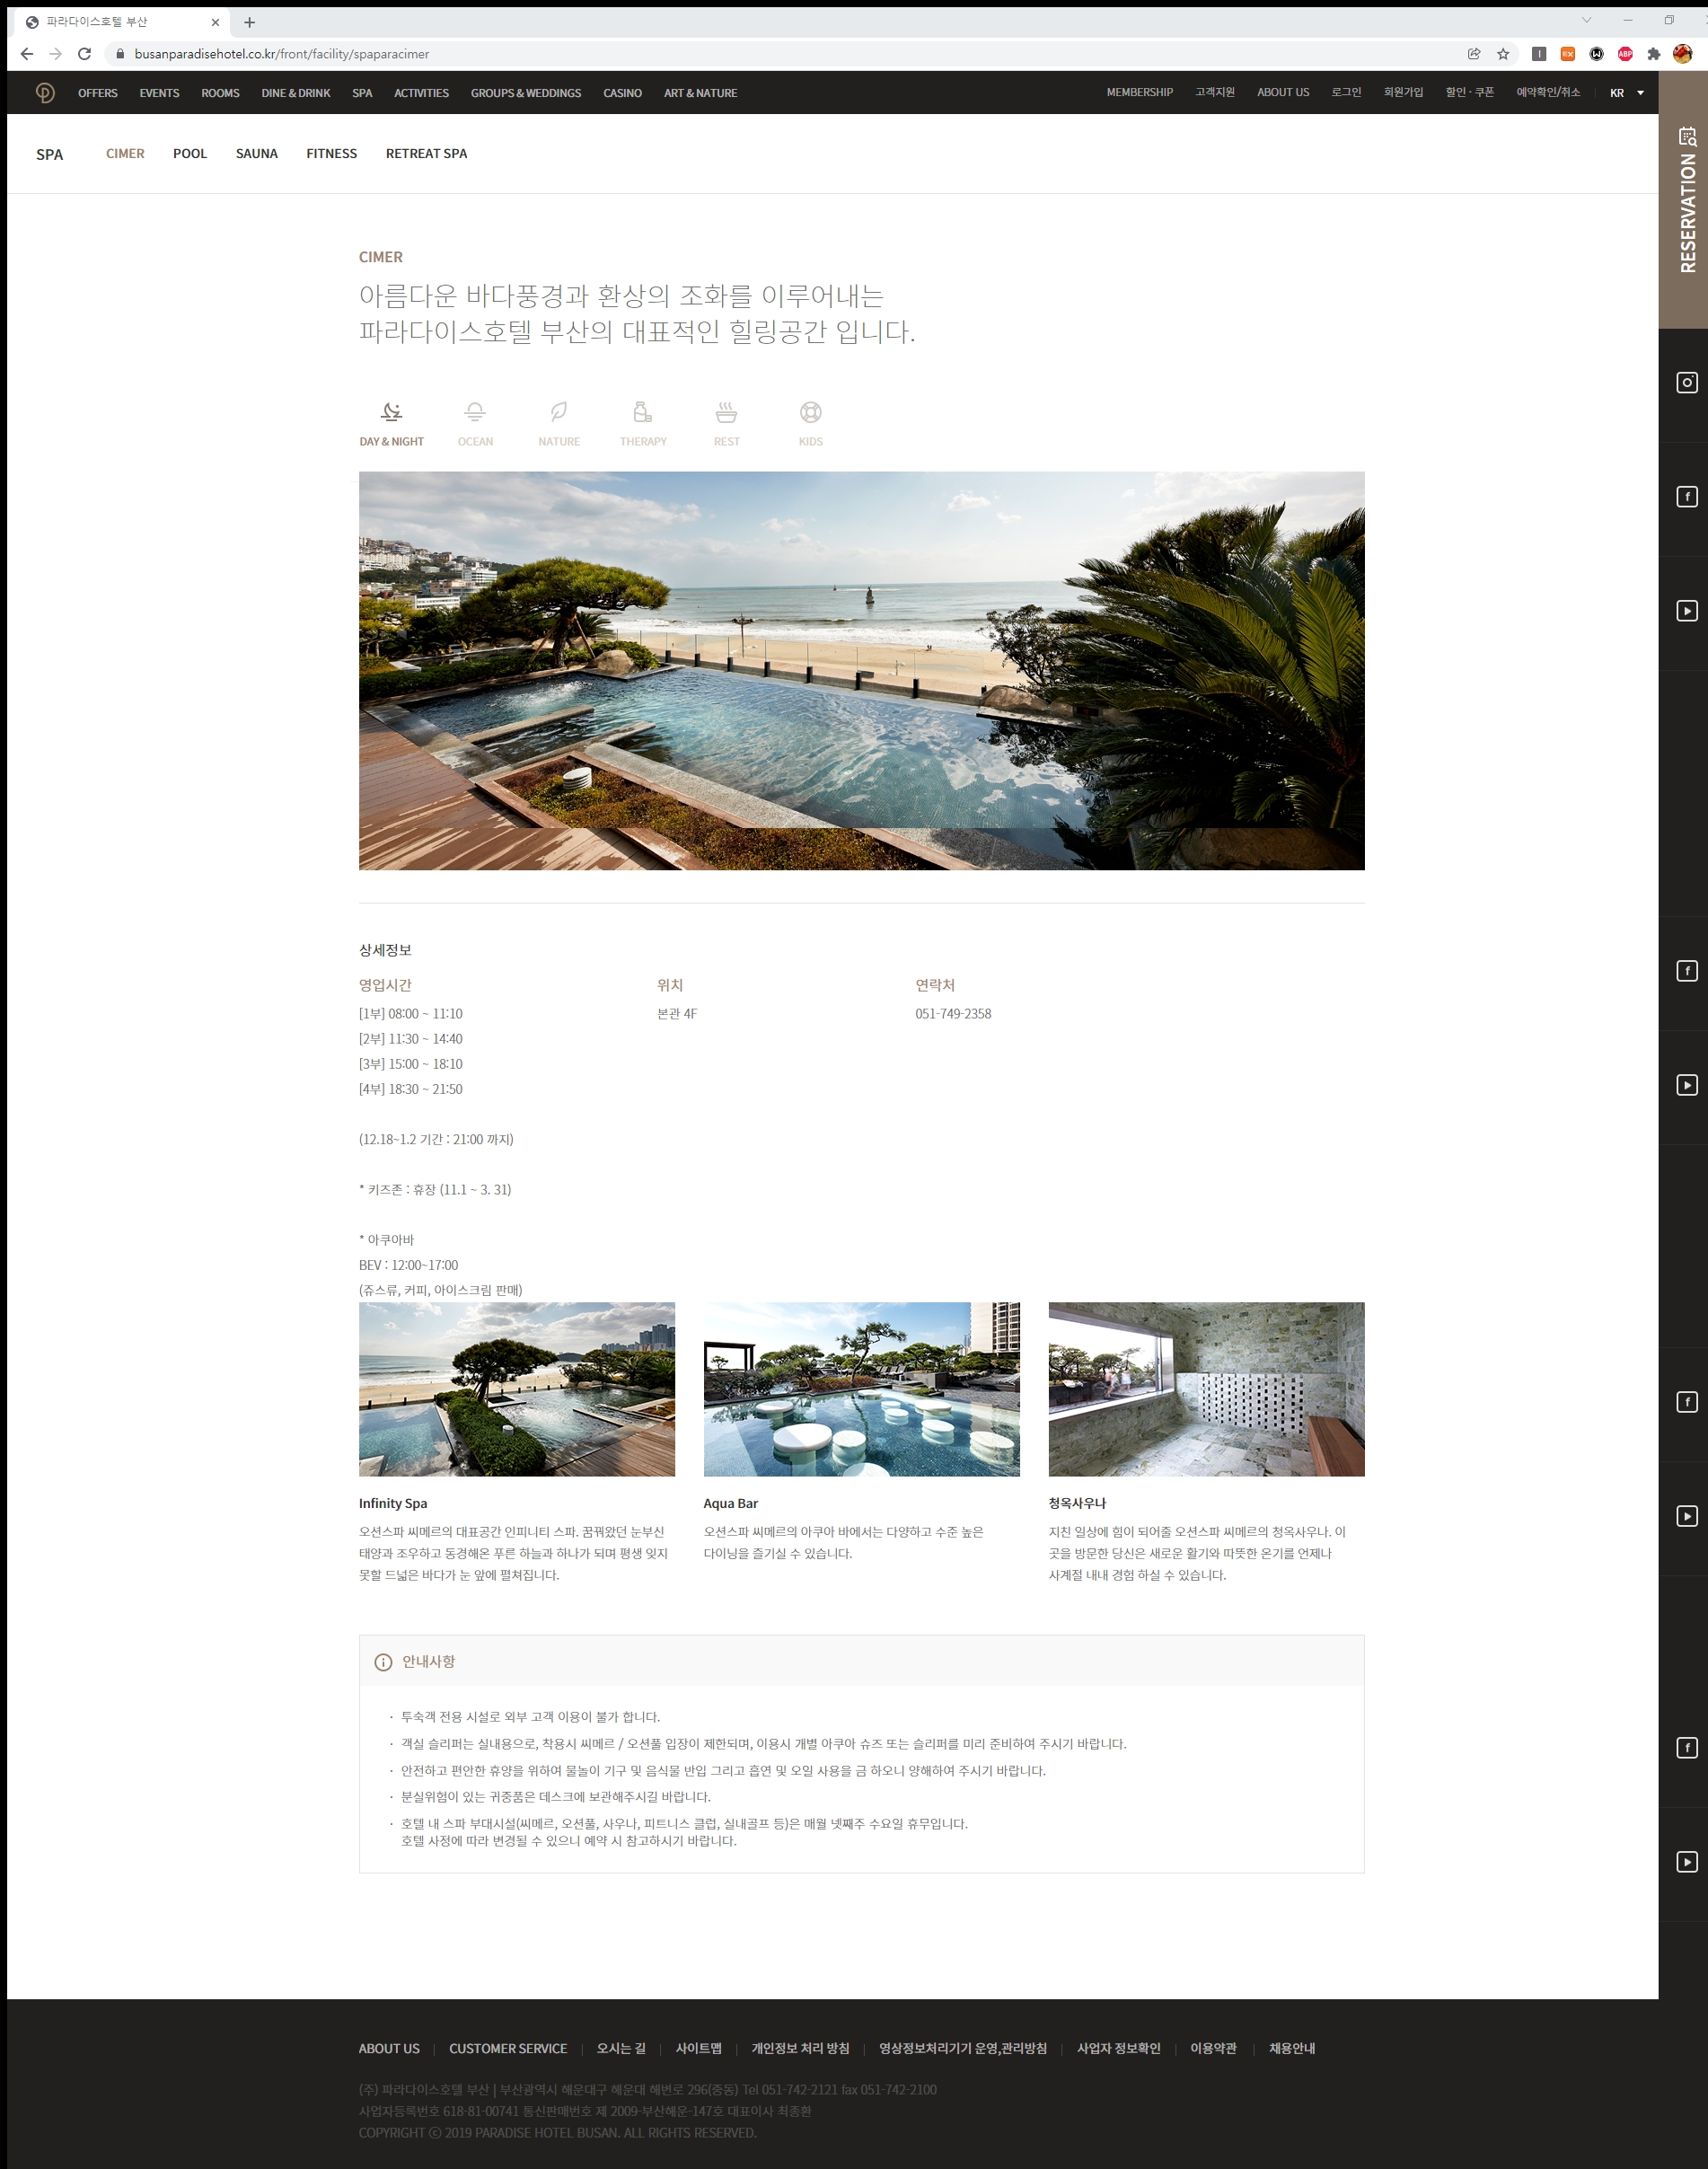 파라다이스호텔 부산
busanparadisehotel.co.kr/front/facility/spaparacimer
ABP
OFFERS EVENTS ROOMS DINE & DRINK SPA ACTIVITIES GROUPS & WEDDINGS CASINO ART & NATURE MEMBERSHIP 고객지원 ABOUT US 로그인 회원가입 할인 · 쿠폰 예약확인/취소 KR
RESERVATION
SPA CIMER POOL SAUNA FITNESS RETREAT SPA
CIMER
아름다운 바다풍경과 환상의 조화를 이루어내는
파라다이스호텔 부산의 대표적인 힐링공간 입니다.
DAY & NIGHT OCEAN NATURE THERAPY REST KIDS
상세정보
영업시간 위치 연락처
[1부] 08:00 ~ 11:10 본관 4F 051-749-2358
[2부] 11:30 ~ 14:40
[3부] 15:00 ~ 18:10
[4부] 18:30 ~ 21:50
(12.18~1.2 기간 : 21:00 까지)
* 키즈존 : 휴장 (11.1 ~ 3. 31)
* 아쿠아바
BEV : 12:00~17:00
(쥬스류, 커피, 아이스크림 판매)
Infinity Spa
오션스파 씨메르의 대표공간 인피니티 스파. 꿈꿔왔던 눈부신
태양과 조우하고 동경해온 푸른 하늘과 하나가 되며 평생 잊지
못할 드넓은 바다가 눈 앞에 펼쳐집니다.
Aqua Bar
오션스파 씨메르의 아쿠아 바에서는 다양하고 수준 높은
다이닝을 즐기실 수 있습니다.
청옥사우나
지친 일상에 힘이 되어줄 오션스파 씨메르의 청옥사우나. 이
곳을 방문한 당신은 새로운 활기와 따뜻한 온기를 언제나
사계절 내내 경험 하실 수 있습니다.
안내사항
· 투숙객 전용 시설로 외부 고객 이용이 불가 합니다.
· 객실 슬리퍼는 실내용으로, 착용시 씨메르 / 오션풀 입장이 제한되며, 이용시 개별 아쿠아 슈즈 또는 슬리퍼를 미리 준비하여 주시기 바랍니다.
· 안전하고 편안한 휴양을 위하여 물놀이 기구 및 음식물 반입 그리고 흡연 및 오일 사용을 금 하오니 양해하여 주시기 바랍니다.
· 분실위험이 있는 귀중품은 데스크에 보관해주시길 바랍니다.
· 호텔 내 스파 부대시설(씨메르, 오션풀, 사우나, 피트니스 클럽, 실내골프 등)은 매월 넷째주 수요일 휴무입니다.
호텔 사정에 따라 변경될 수 있으니 예약 시 참고하시기 바랍니다.
ABOUT US | CUSTOMER SERVICE | 오시는 길 | 사이트맵 | 개인정보 처리 방침 | 영상정보처리기기 운영,관리방침 | 사업자 정보확인 | 이용약관 | 채용안내
(주) 파라다이스호텔 부산 | 부산광역시 해운대구 해운대 해변로 296(중동) Tel 051-742-2121 fax 051-742-2100
사업자등록번호 618-81-00741 통신판매번호 제 2009-부산해운-147호 대표이사 최종환
COPYRIGHT ⓒ 2019 PARADISE HOTEL BUSAN. ALL RIGHTS RESERVED.